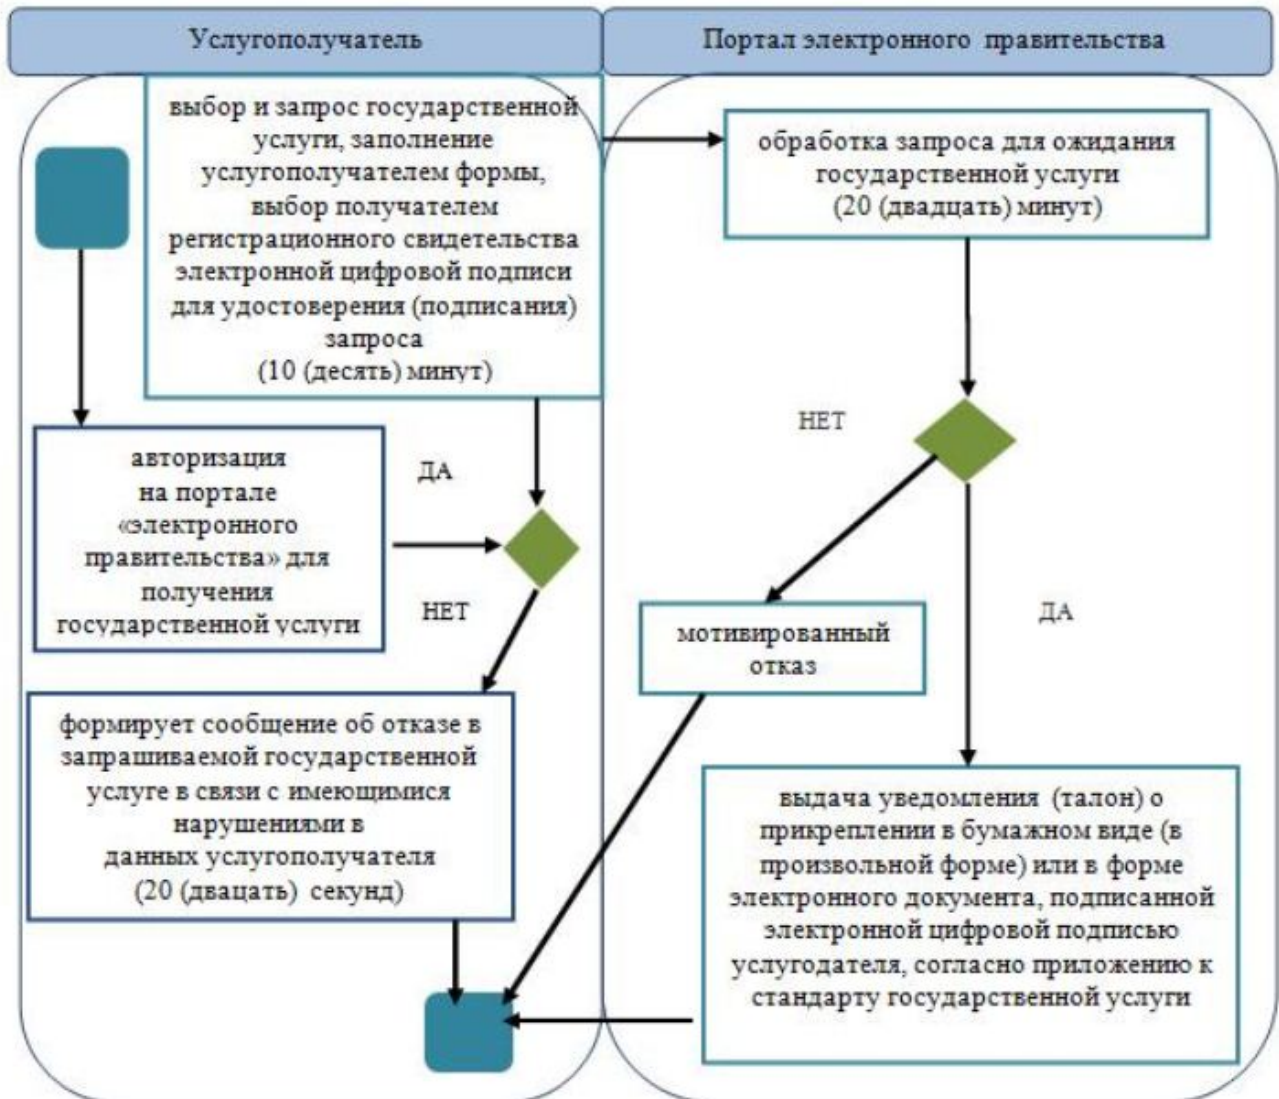 Услугополучатель
Портал электронного правительства
выбор и запрос государственной
услуги, заполнение
услугополучателем формы,
выбор получателем
регистрационного свидетельства
электронной цифровой подписи
для удостоверения (подписания)
запроса
(10 (десять) минут)
обработка запроса для ожидания
государственной услуги
(20 (двадцать) минут)
авторизация
на портале
«электронного
правительства» для
получения
государственной услуги
ДА
НЕТ
НЕТ
ДА
мотивированный
отказ
формирует сообщение об отказе в
запрашиваемой государственной
услуге в связи с имеющимися
нарушениями в
данных услугополучателя
(20 (двацать) секунд)
выдача уведомления (талон) о
прикреплении в бумажном виде (в
произвольной форме) или в форме
электронного документа, подписанной
электронной цифровой подписью
услугодателя, согласно приложению к
стандарту государственной услуги